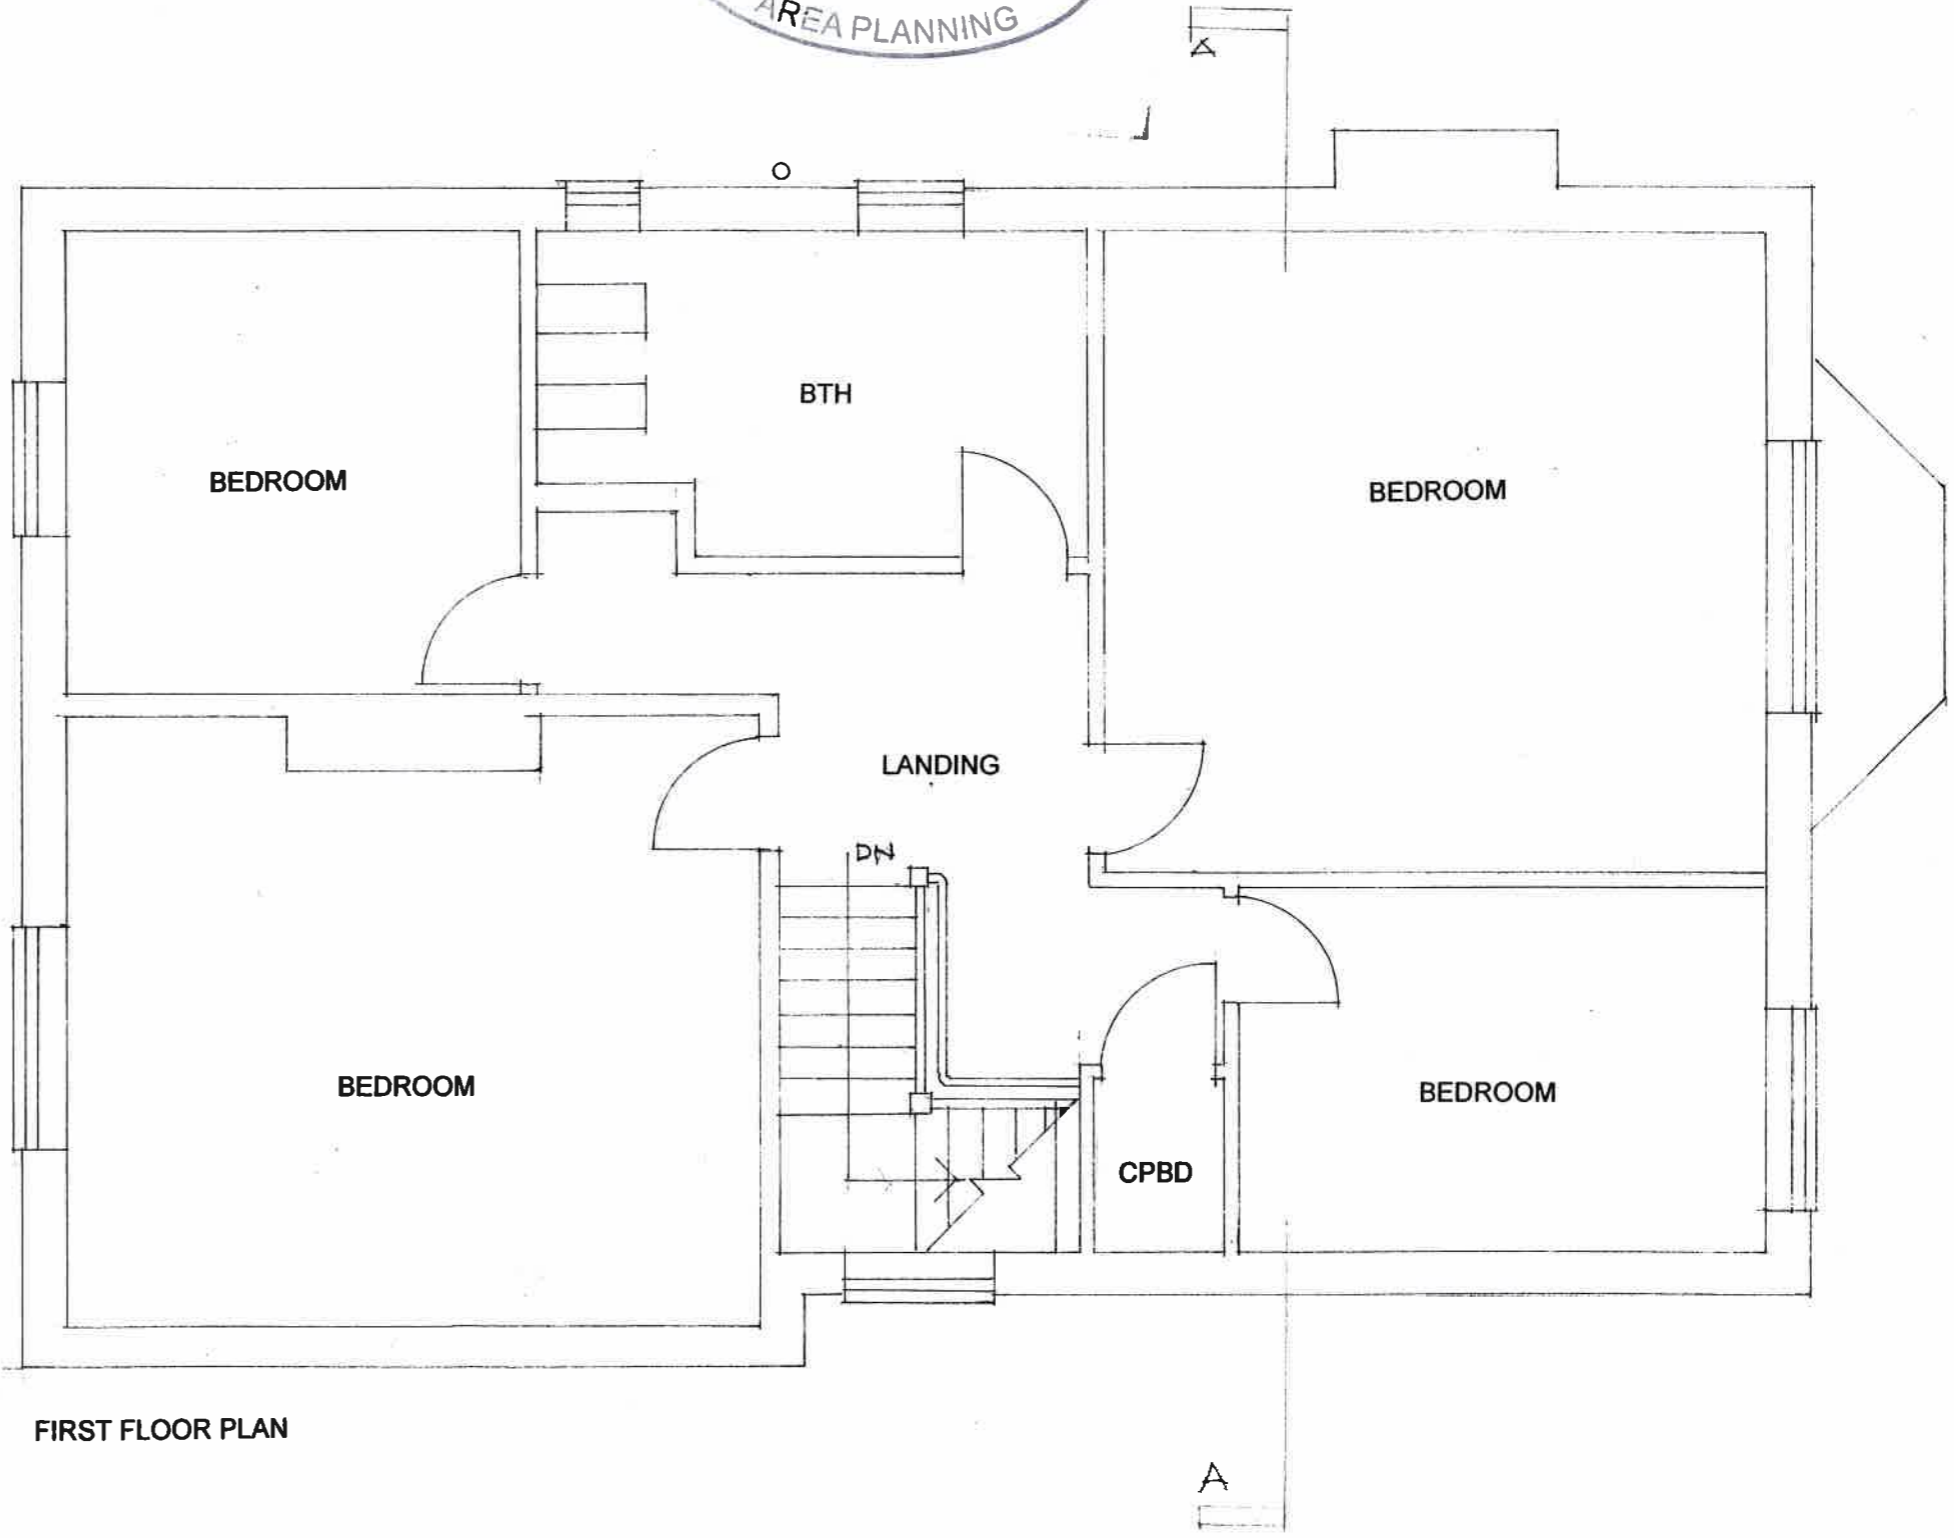 AREA PLANNING
A
BTH
BEDROOM
BEDROOM
LANDING
DN
BEDROOM
BEDROOM
CPBD
FIRST FLOOR PLAN
A